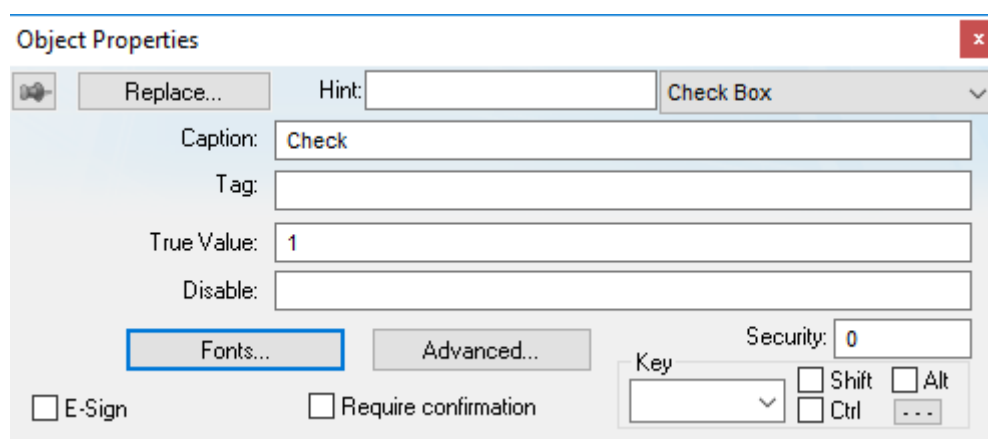 Object Properties x
Replace... Hint: Check Box
Caption: Check
Tag:
True Value: 1
Disable:
Fonts... Advanced... Security: 0
Key
Shift Alt
E-Sign Require confirmation Ctrl ...